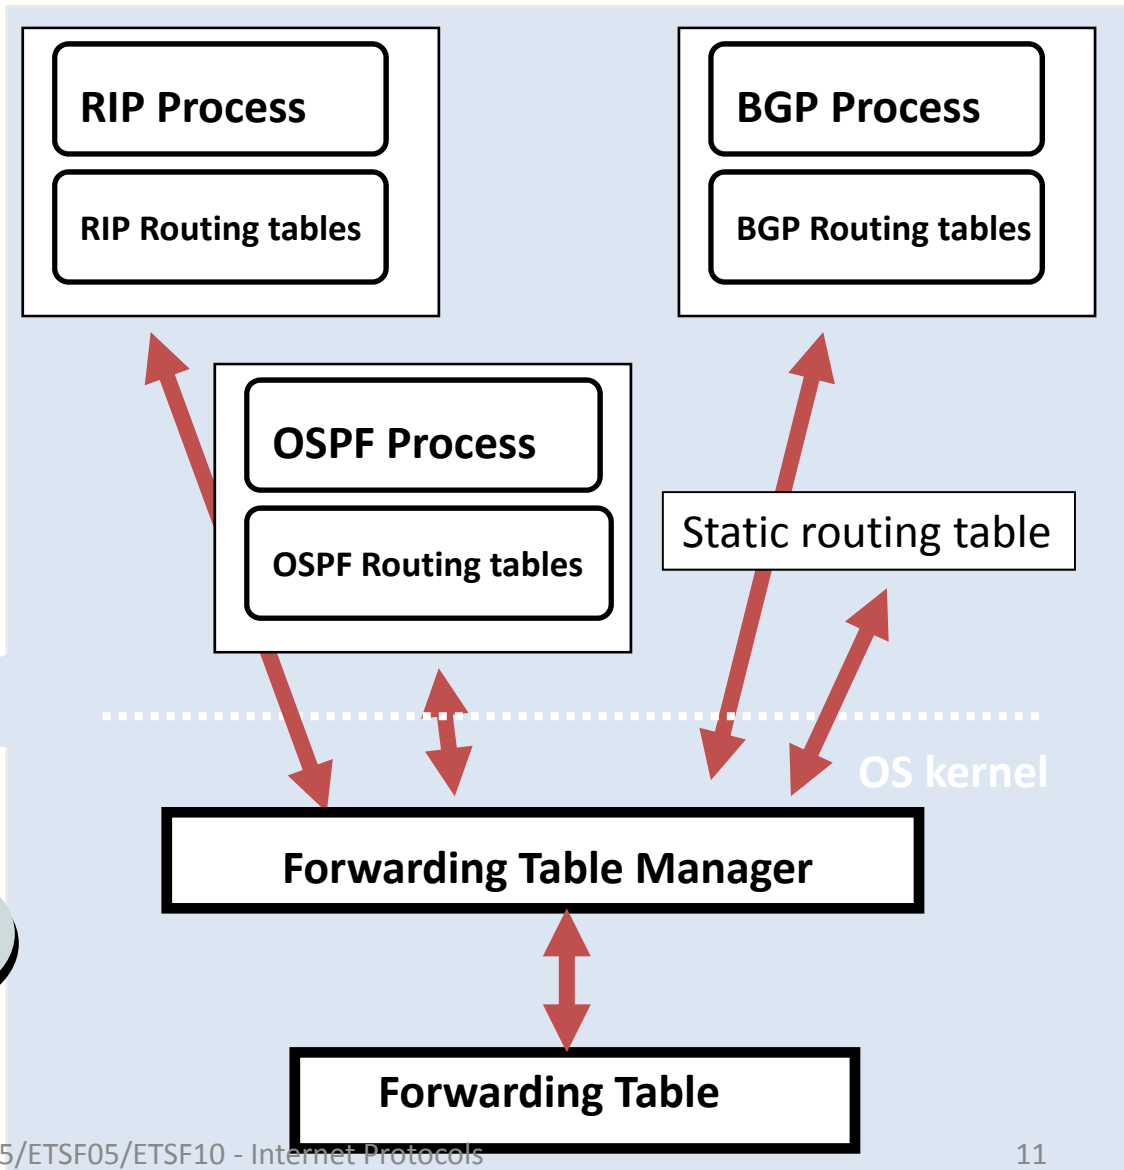 RIP Process
RIP Routing tables
BGP Process
BGP Routing tables
OSPF Process
OSPF Routing tables
Static routing table
OS kernel
Forwarding Table Manager
Forwarding Table
5/ETSF05/ETSF10 - Internet Protocols
11